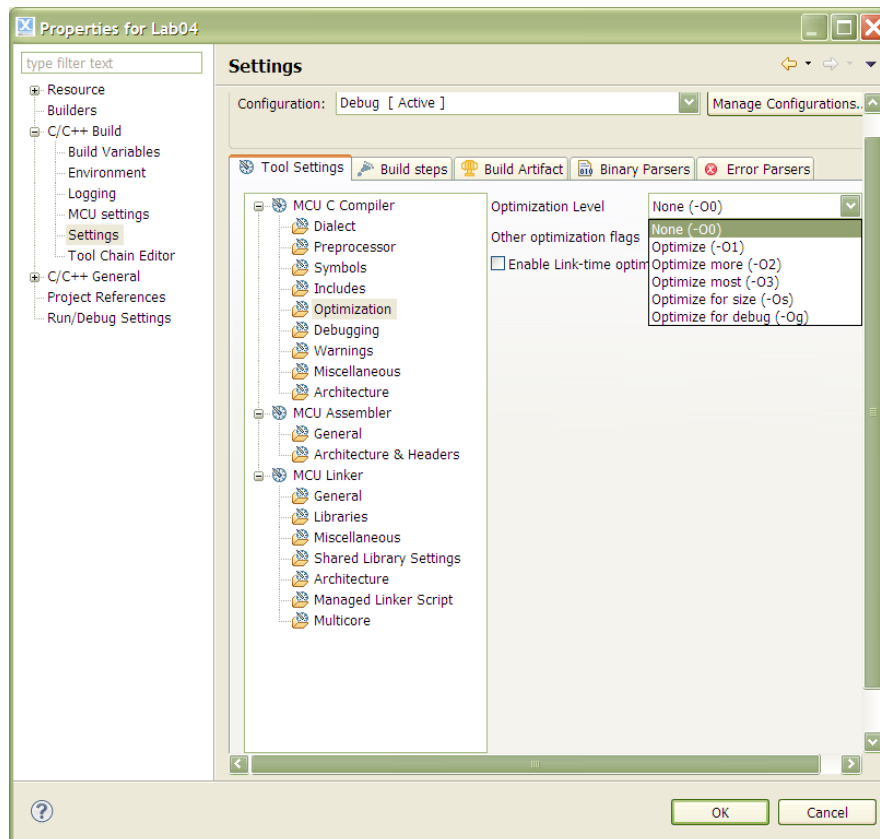 Properties for Lab04
type filter text
Resource
Builders
C/C++ Build
Build Variables
Environment
Logging
MCU settings
Settings
Tool Chain Editor
C/C++ General
Project References
Run/Debug Settings
Settings
Configuration: Debug [ Active ] Manage Configurations..
Tool Settings Build steps Build Artifact Binary Parsers Error Parsers
MCU C Compiler
Dialect
Preprocessor
Symbols
Includes
Optimization
Debugging
Warnings
Miscellaneous
Architecture
MCU Assembler
General
Architecture & Headers
MCU Linker
General
Libraries
Miscellaneous
Shared Library Settings
Architecture
Managed Linker Script
Multicore
Optimization Level None (-O0)
Other optimization flags
Enable Link-time optim
None (-O0)
Optimize (-O1)
Optimize more (-O2)
Optimize most (-O3)
Optimize for size (-Os)
Optimize for debug (-Og)
OK Cancel